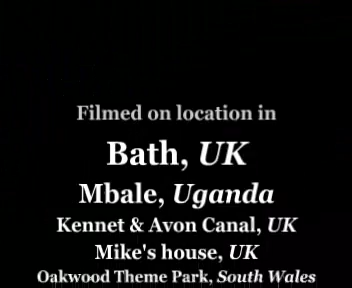 Filmed on location in
Bath, UK
Mbale, Uganda
Kennet & Avon Canal, UK
Mike's house, UK
Oakwood Theme Park, South Wales